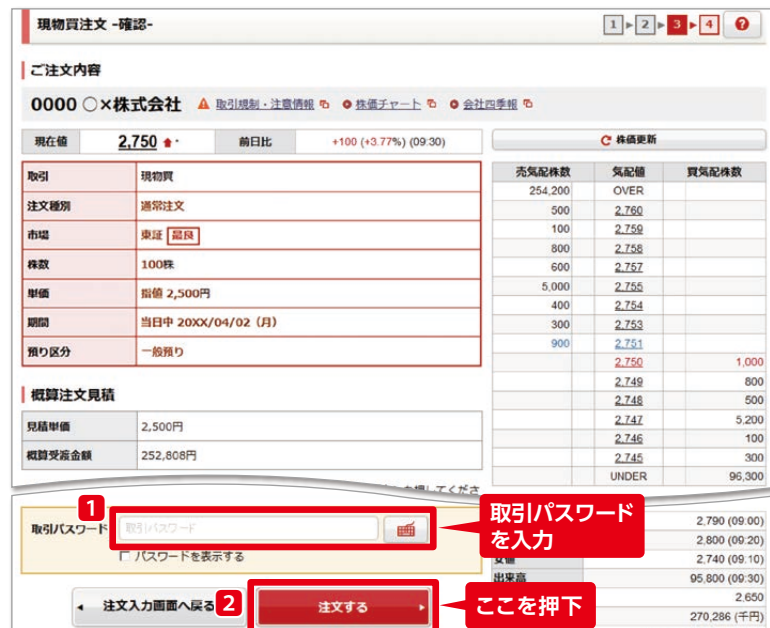 現物買注文 -確認-
1 2 3 4 ?
ご注文内容
0000 ○×株式会社 取引規制・注意情報 株価チャート 会社四季報
現在値 2,750 前日比 +100 (+3.77%) (09:30)
株価更新
取引 現物買
注文種別 通常注文
市場 東証 最良
株数 100株
単価 指値 2,500円
期間 当日中 20XX/04/02 (月)
預り区分 一般預り
概算注文見積
見積単価 2,500円
概算受渡金額 252,808円
売気配株数 気配値 買気配株数
254,200 OVER
500 2,760
100 2,759
800 2,758
600 2,757
5,000 2,755
400 2,754
300 2,753
900 2,751
2,750 1,000
2,749 800
2,748 500
2,747 5,200
2,746 100
2,745 300
UNDER 96,300
を押してくださ
1
取引パスワード 取引パスワード
パスワードを表示する
取引パスワード
を入力
注文入力画面へ戻る
2
注文する
ここを押下
2,790 (09:00)
2,800 (09:20)
安値 2,740 (09:10)
出来高 95,800 (09:30)
2,650
270,286 (千円)